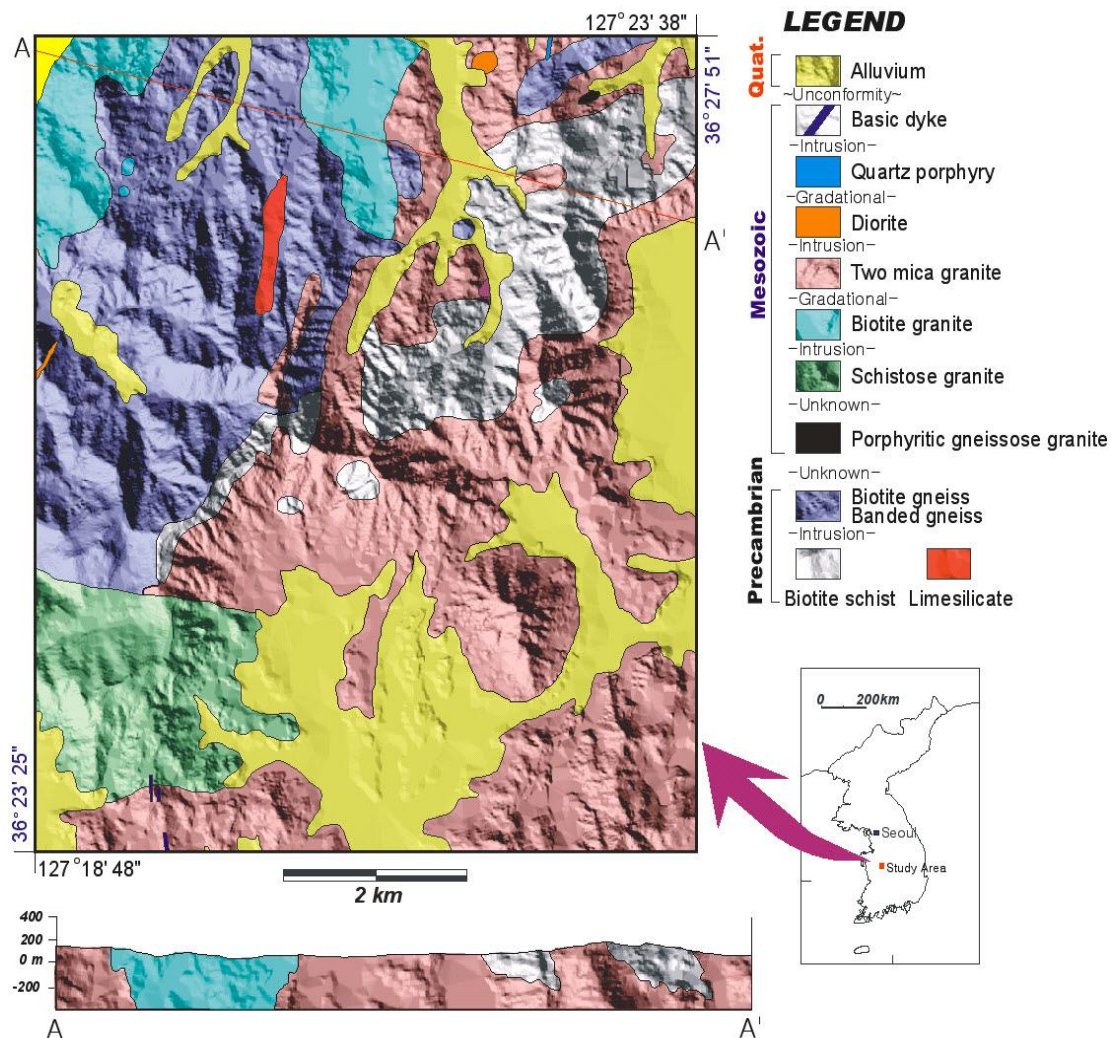 A
127° 23' 38"
36° 27' 51"
A'
36° 23' 25"
127° 18' 48"
2 km
LEGEND
Quat.
Alluvium
~Unconformity~
Mesozoic
Basic dyke
-Intrusion-
Quartz porphyry
-Gradational-
Diorite
-Intrusion-
Two mica granite
-Gradational-
Biotite granite
-Intrusion-
Schistose granite
-Unknown-
Porphyritic gneissose granite
-Unknown-
Precambrian
Biotite gneiss
Banded gneiss
-Intrusion-
Biotite schist Limesilicate
0 200km
Seoul
Study Area
400
200
0 m
-200
A A'